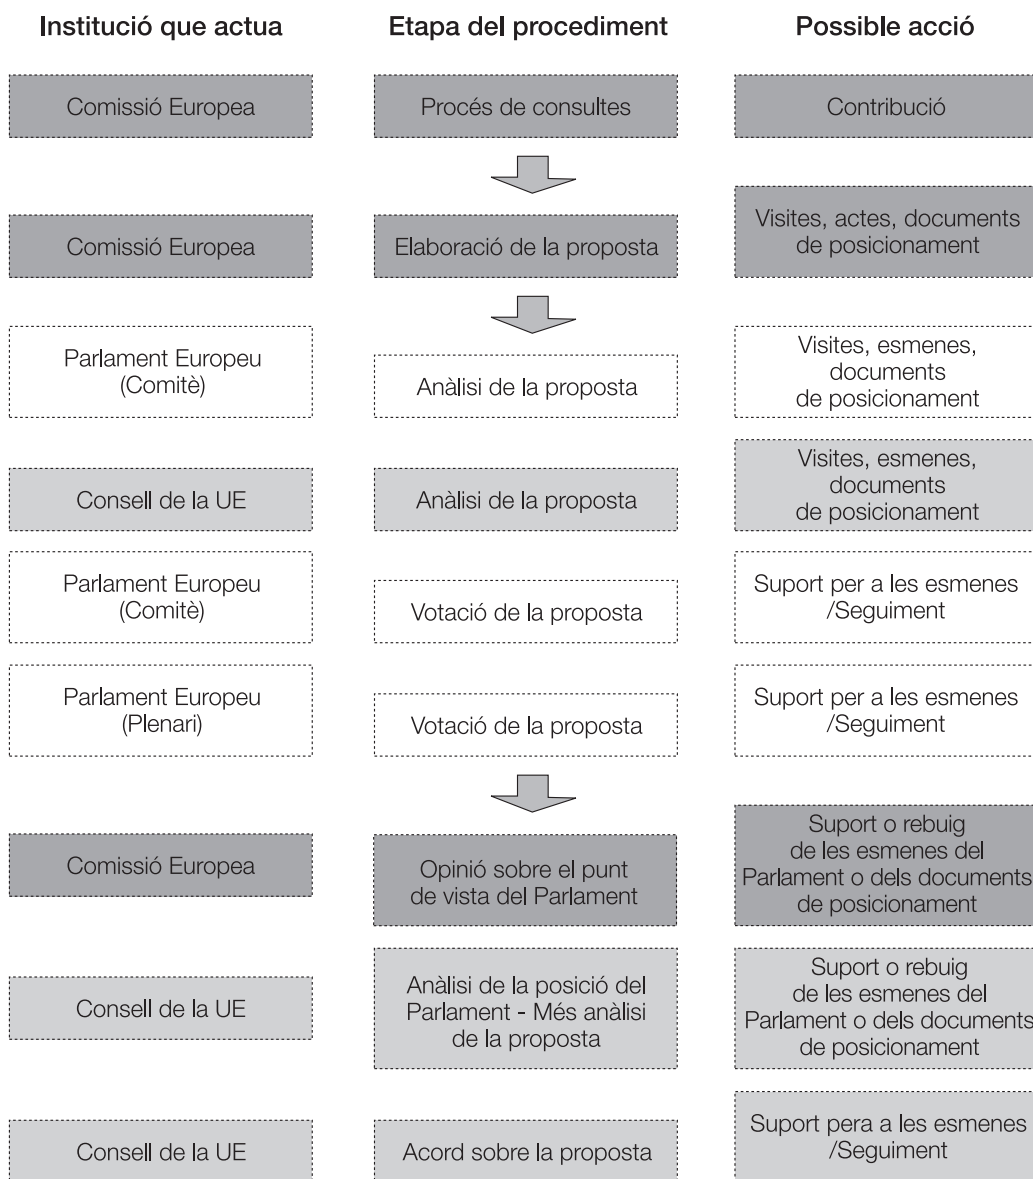 Institució que actua
Etapa del procediment
Possible acció
Comissió Europea
Procés de consultes
Contribució
Comissió Europea
Elaboració de la proposta
Visites, actes, documents
de posicionament
Parlament Europeu
(Comitè)
Anàlisi de la proposta
Visites, esmenes,
documents
de posicionament
Consell de la UE
Anàlisi de la proposta
Visites, esmenes,
documents
de posicionament
Parlament Europeu
(Comitè)
Votació de la proposta
Suport per a les esmenes
/Seguiment
Parlament Europeu
(Plenari)
Votació de la proposta
Suport per a les esmenes
/Seguiment
Comissió Europea
Opinió sobre el punt
de vista del Parlament
Suport o rebuig
de les esmenes del
Parlament o dels documents
de posicionament
Consell de la UE
Anàlisi de la posició del
Parlament - Més anàlisi
de la proposta
Suport o rebuig
de les esmenes del
Parlament o dels documents
de posicionament
Consell de la UE
Acord sobre la proposta
Suport pera a les esmenes
/Seguiment